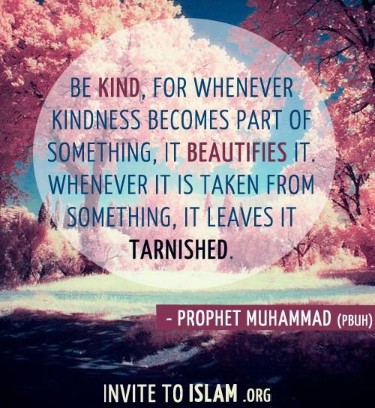 BE KIND, FOR WHENEVER
KINDNESS BECOMES PART OF
SOMETHING, IT BEAUTIFIES IT.
WHENEVER IT IS TAKEN FROM
SOMETHING, IT LEAVES IT
TARNISHED.
- PROPHET MUHAMMAD (PBUH)
INVITE TO ISLAM .ORG